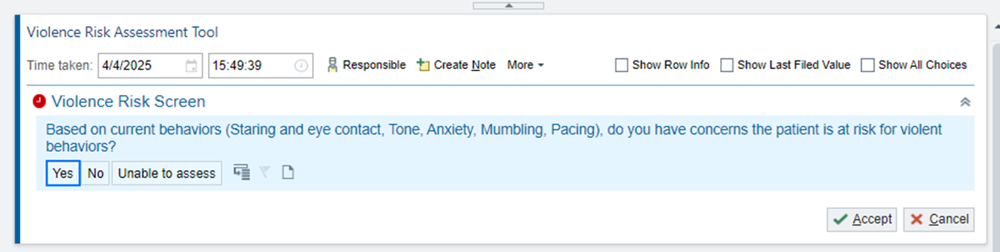 Violence Risk Assessment Tool
Time taken: 4/4/2025 15:49:39 Responsible Create Note More Show Row Info Show Last Filed Value Show All Choices
Violence Risk Screen
Based on current behaviors (Staring and eye contact, Tone, Anxiety, Mumbling, Pacing), do you have concerns the patient is at risk for violent
behaviors?
Yes No Unable to assess
Accept Cancel